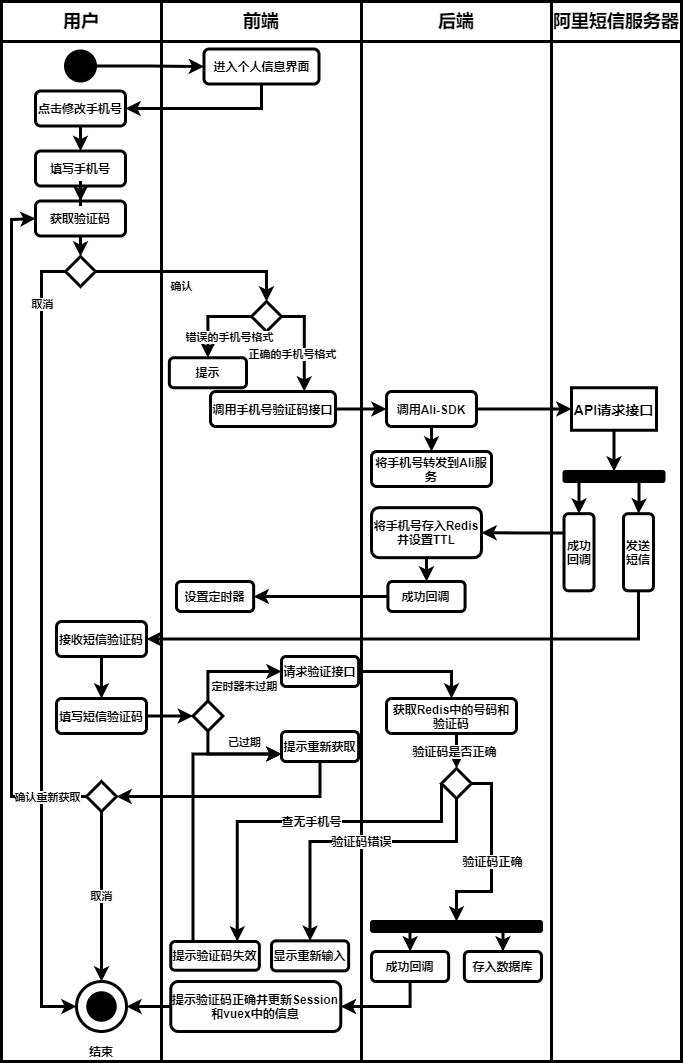 用户
前端
后端
阿里短信服务器
进入个人信息界面
点击修改手机号
填写手机号
获取验证码
取消
确认
错误的手机号格式
正确的手机号格式
提示
调用手机号验证码接口
调用Ali-SDK
API请求接口
将手机号转发到Ali服
务
将手机号存入Redis
并设置TTL
成功
回调
发送
短信
设置定时器
成功回调
接收短信验证码
定时器未过期
请求验证接口
填写短信验证码
获取Redis中的号码和
验证码
已过期
提示重新获取
验证码是否正确
确认重新获取
查无手机号
验证码错误
验证码正确
取消
提示验证码失效
显示重新输入
成功回调
存入数据库
提示验证码正确并更新Session
和vuex中的信息
结束